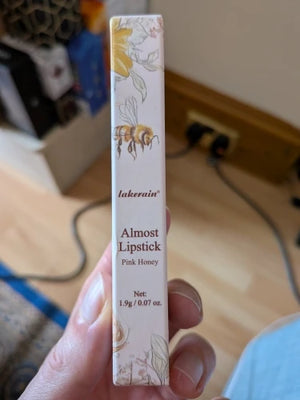 lakerain®
Almost
Lipstick
Pink Honey
Net:
1.9g / 0.07 oz.